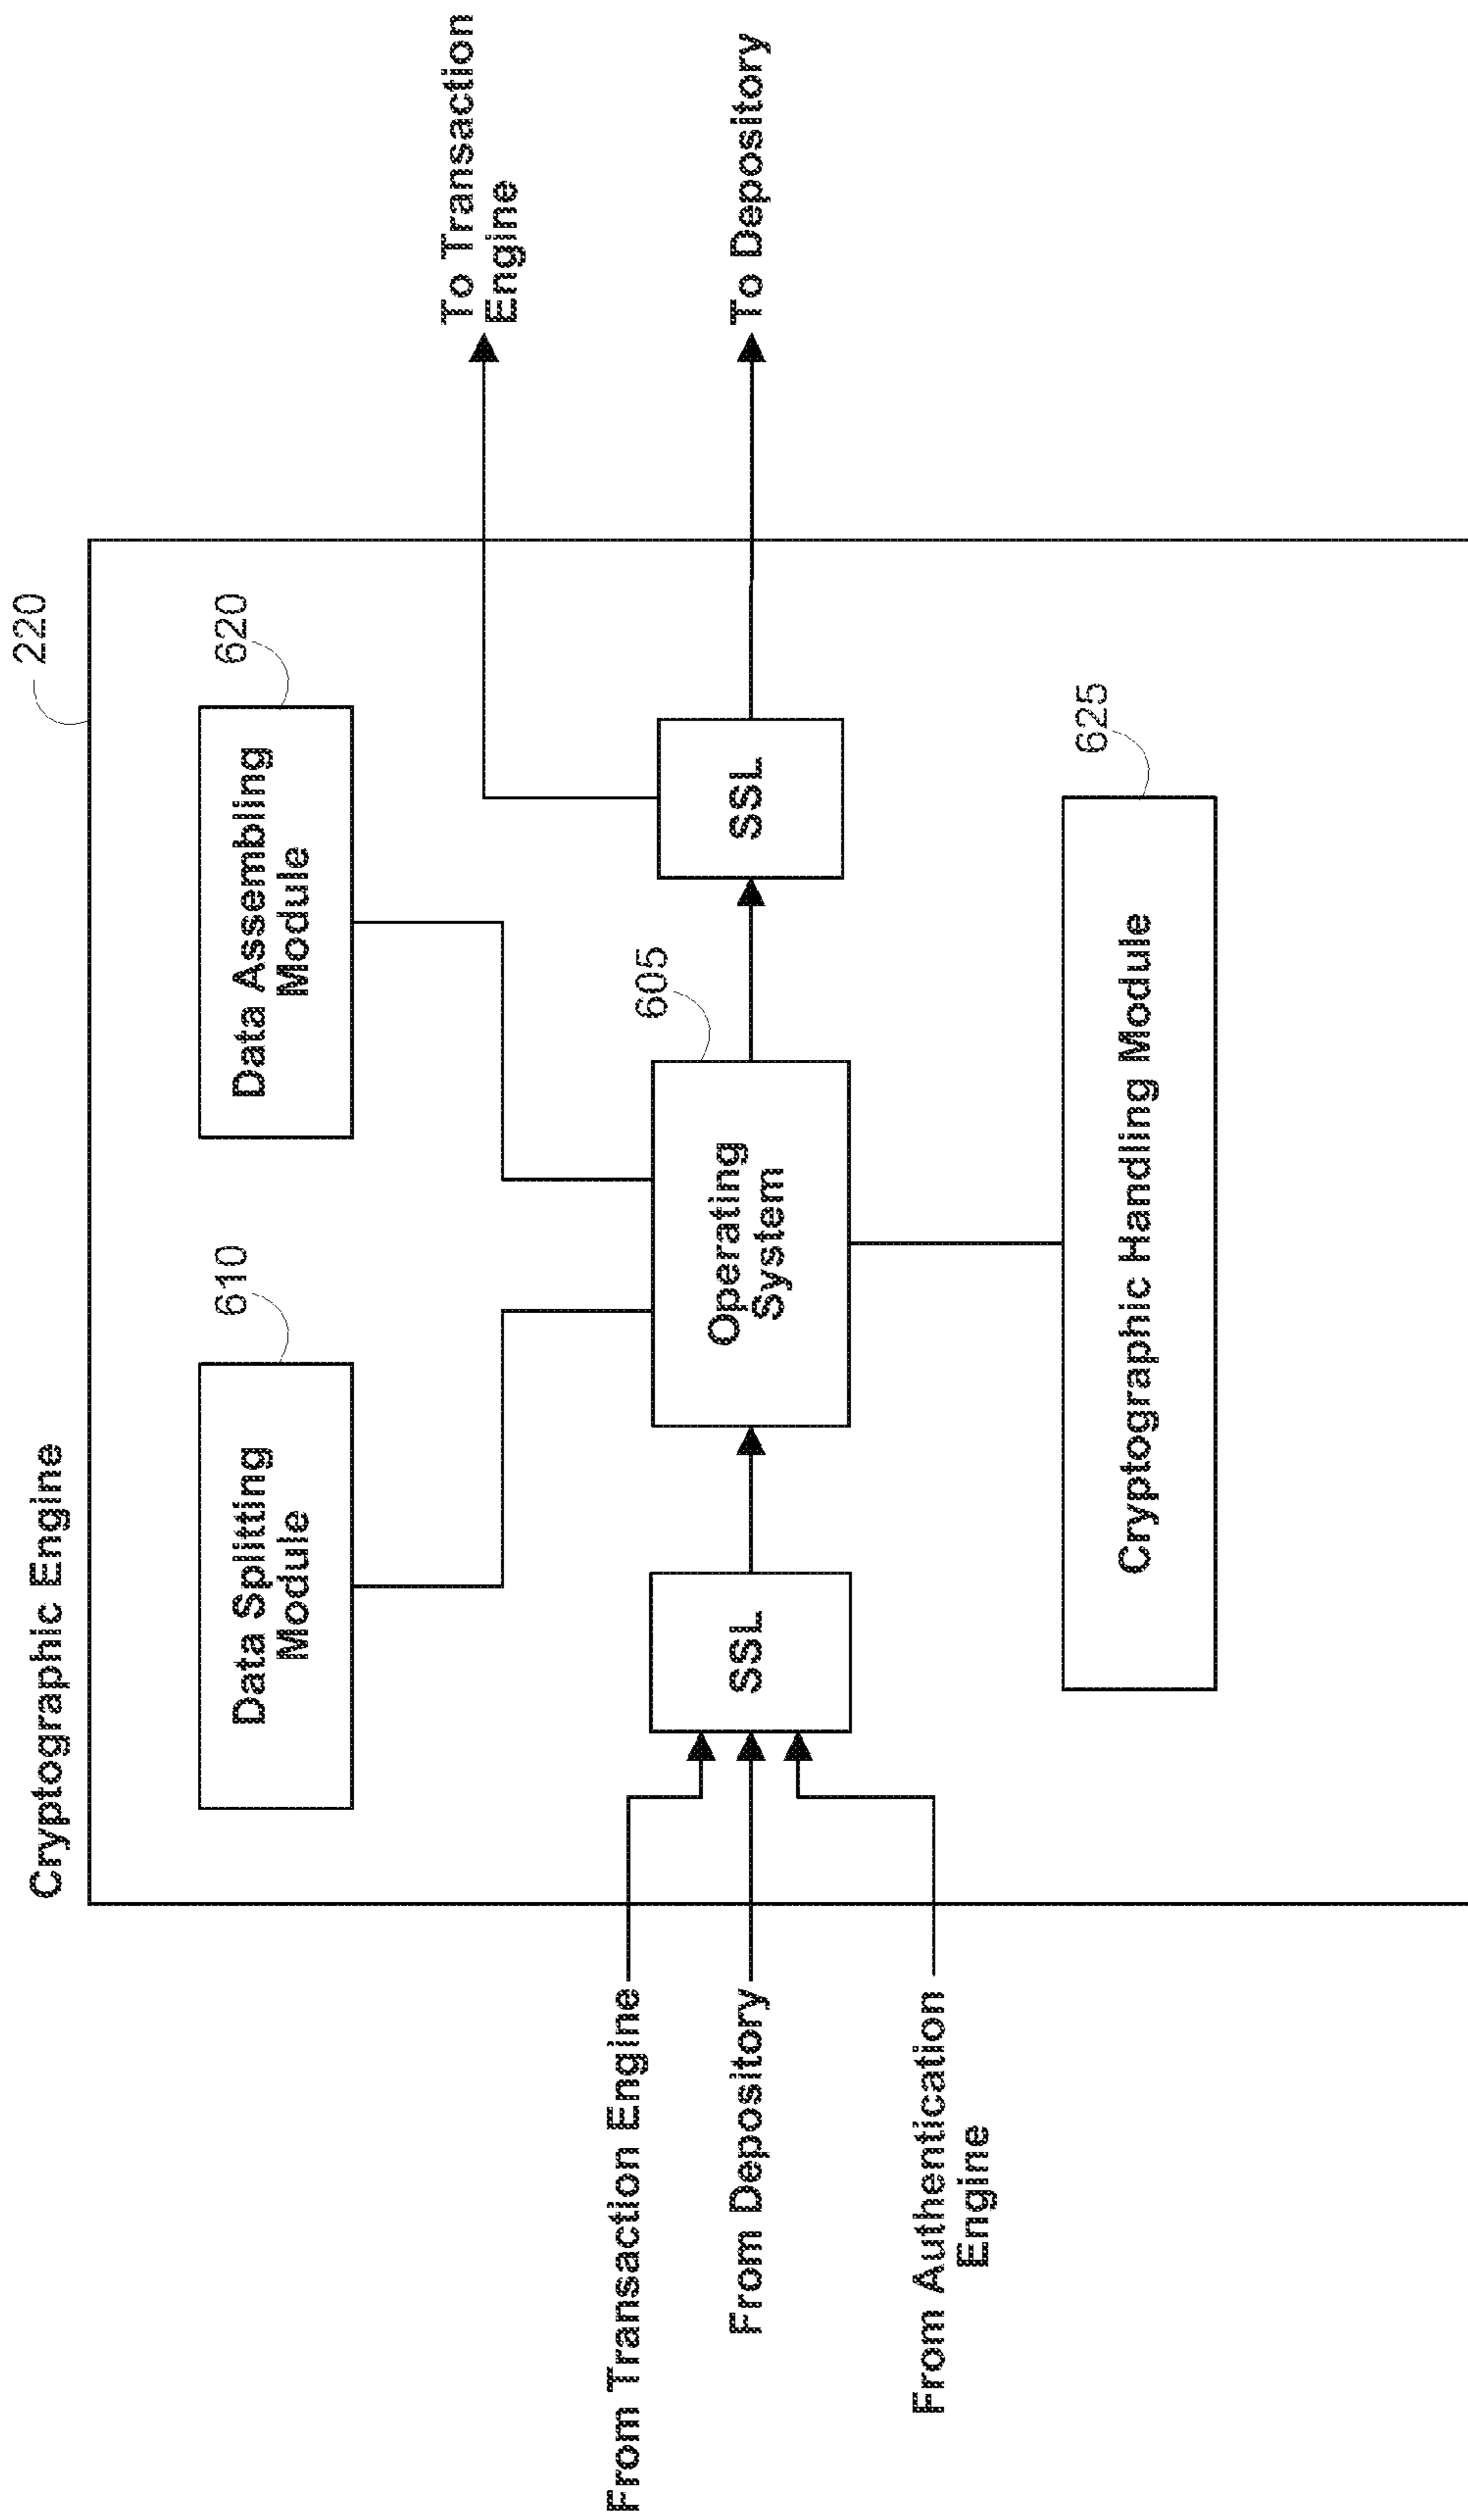 Cryptographic Engine
220
Data Splitting
Module
610
Data Assembling
Module
620
To Transaction
Engine
From Transaction Engine
From Depository
From Authentication
Engine
SSL
Operating
System
605
SSL
To Depository
Cryptographic Handling Module
625